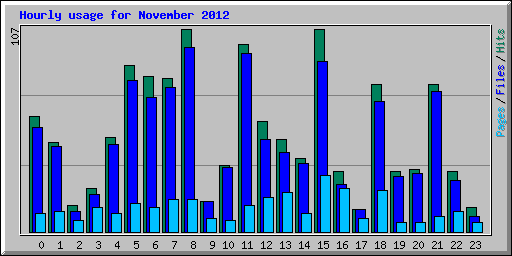 Hourly usage for November 2012
107
Pages / Files / Hits
0 1 2 3 4 5 6 7 8 9 10 11 12 13 14 15 16 17 18 19 20 21 22 23